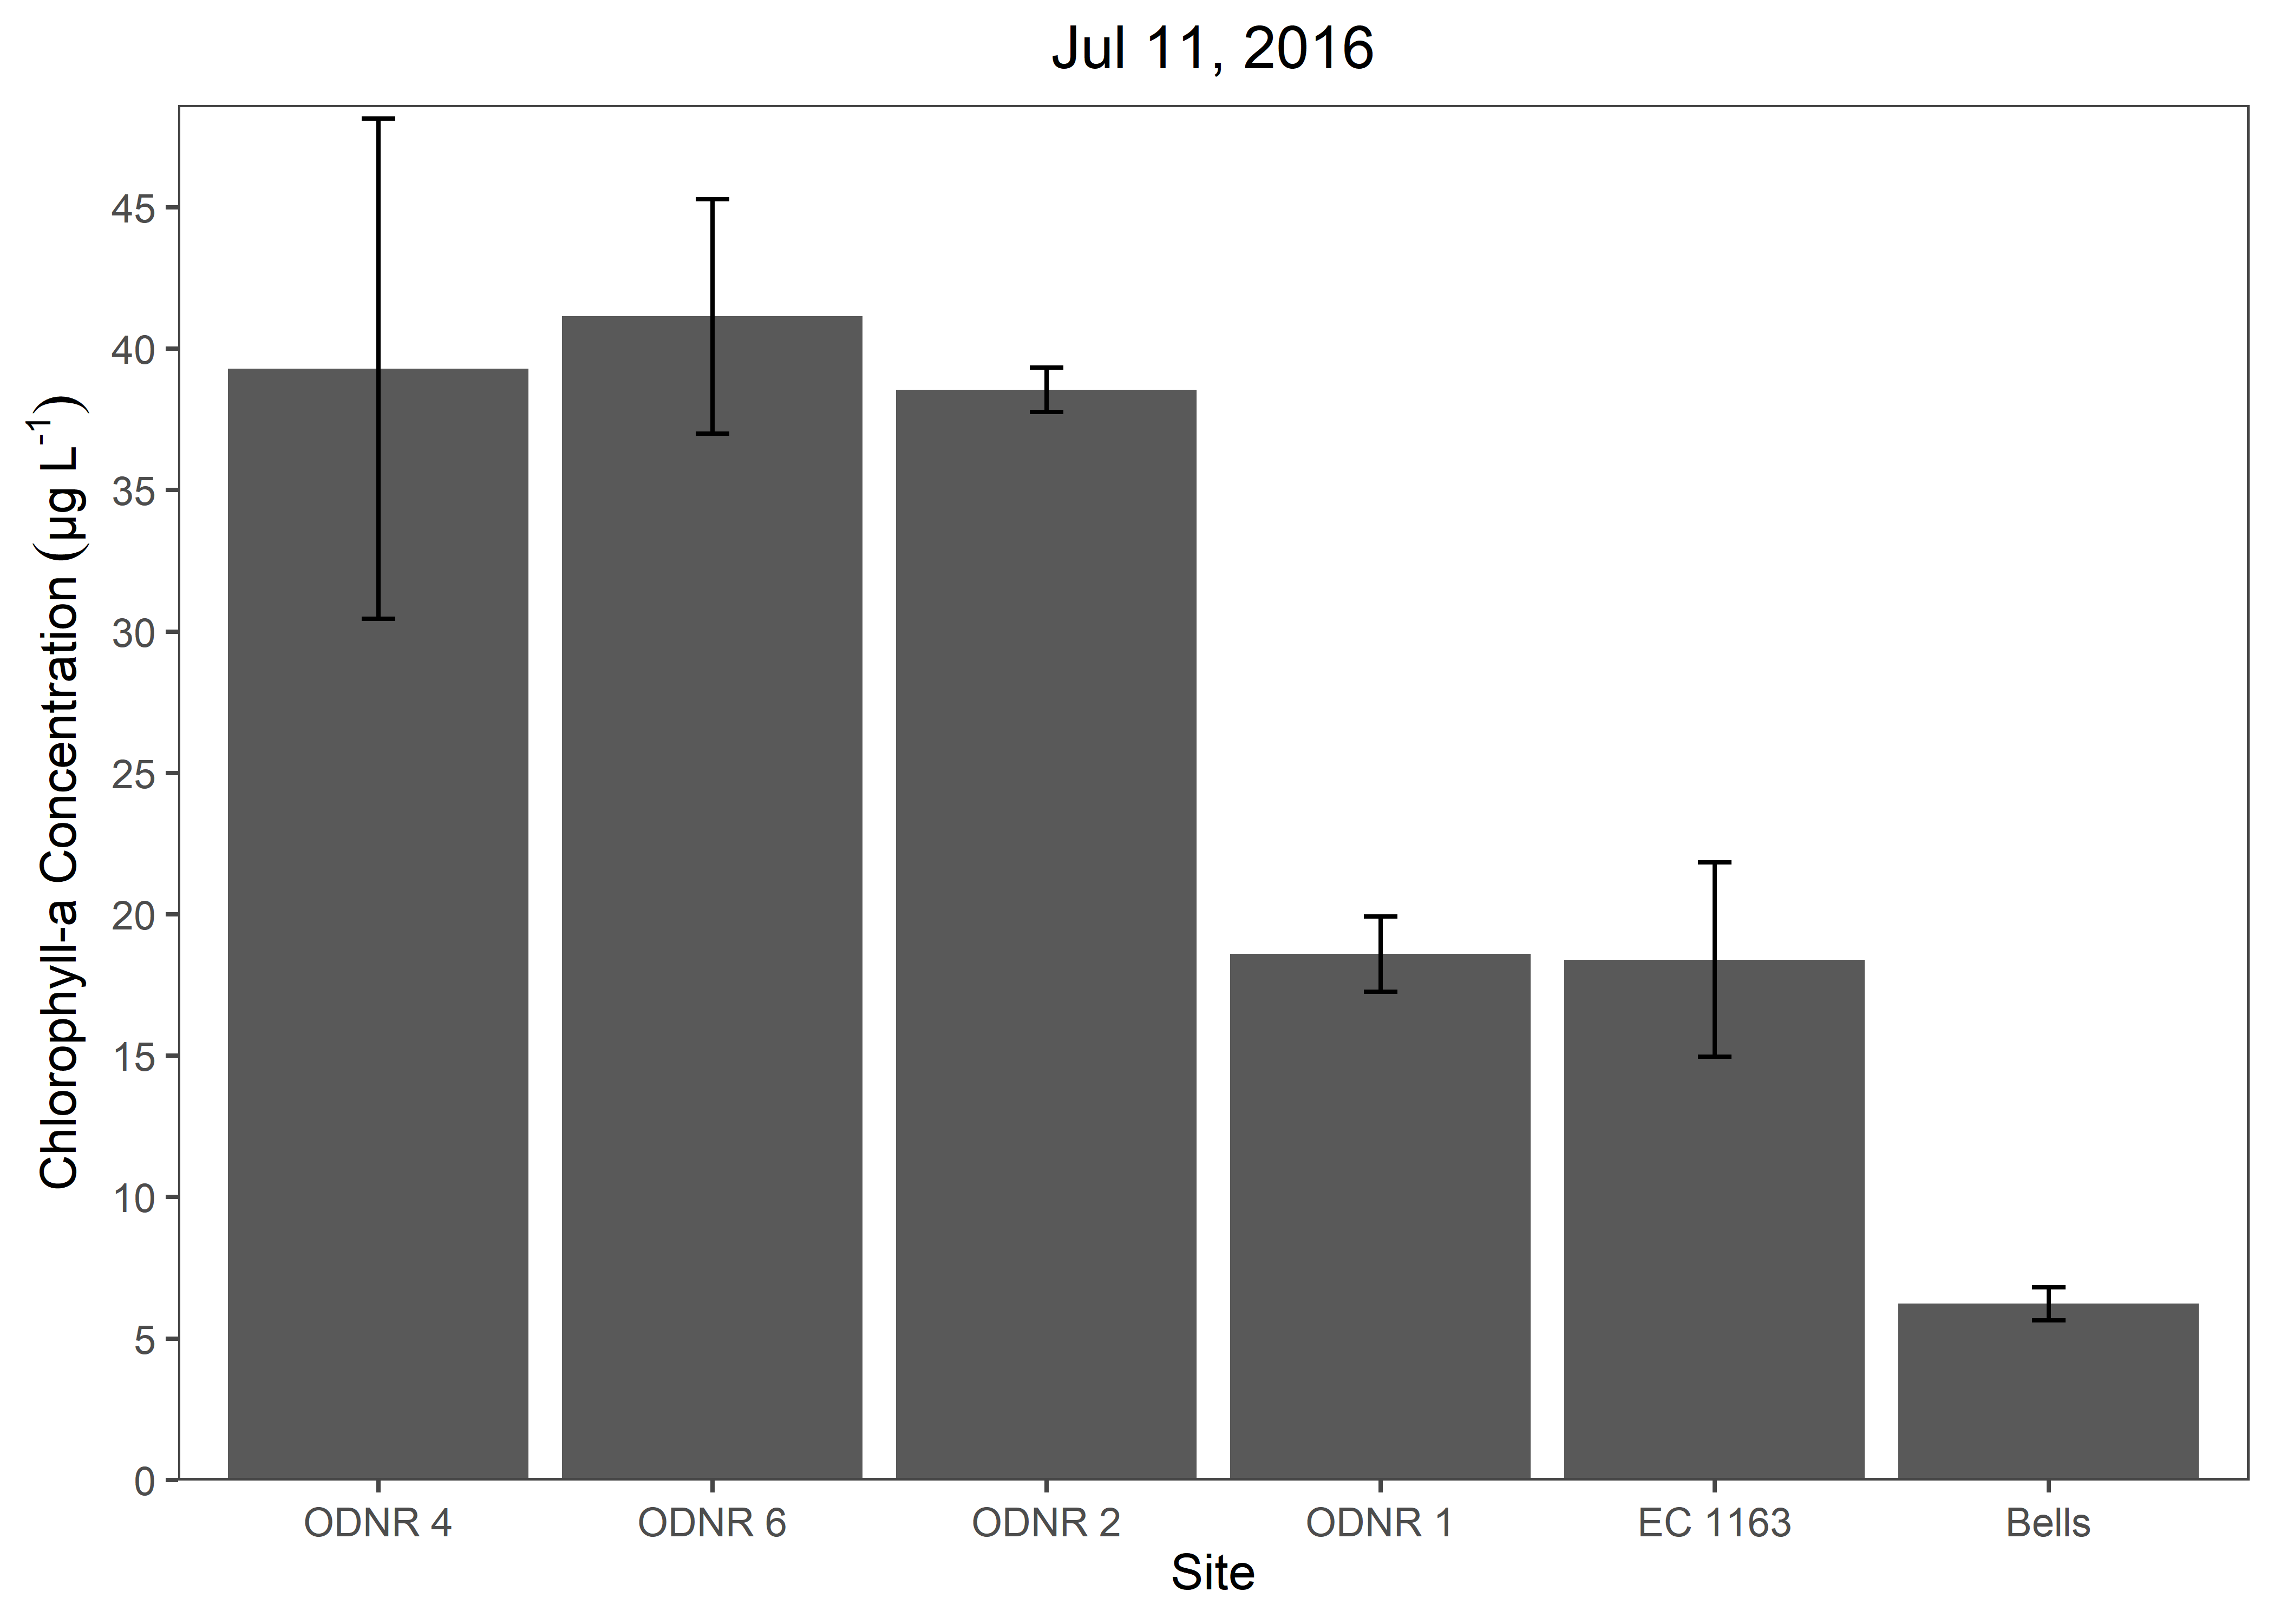 Jul 11, 2016
Chlorophyll-a Concentration (µg L⁻¹)
45
40
35
30
25
20
15
10
5
0
ODNR 4 ODNR 6 ODNR 2 ODNR 1 EC 1163 Bells
Site